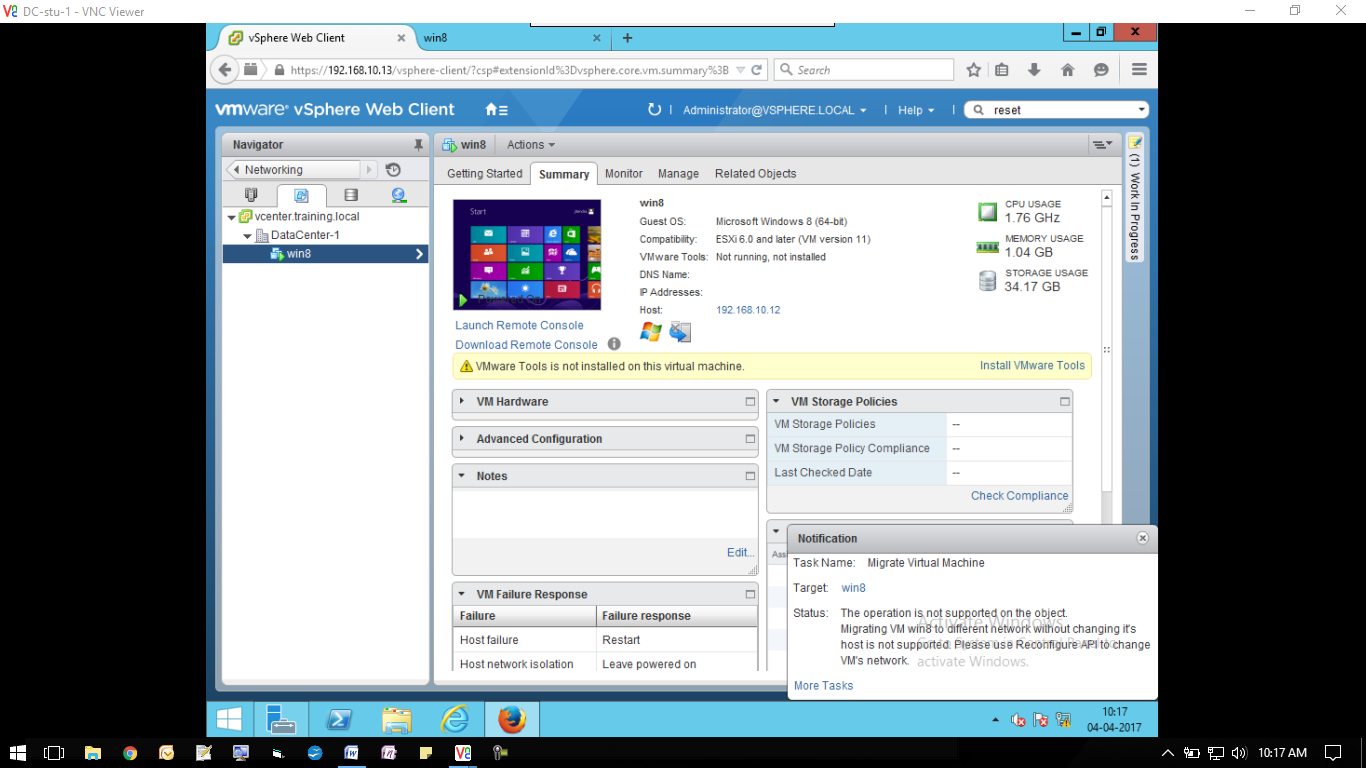 DC-stu-1 - VNC Viewer
vSphere Web Client
win8
https://192.168.10.13/vsphere-client/?csp#extensionId%3Dvsphere.core.vm.summary%3B
Search
vmware® vSphere Web Client
Administrator@VSPHERE.LOCAL
Help
reset
Navigator
Networking
vcenter.training.local
DataCenter-1
win8
win8 Actions
Getting Started Summary Monitor Manage Related Objects
Start
Powered On
Launch Remote Console
Download Remote Console
win8
Guest OS: Microsoft Windows 8 (64-bit)
Compatibility: ESXi 6.0 and later (VM version 11)
VMware Tools: Not running, not installed
DNS Name:
IP Addresses:
Host: 192.168.10.12
CPU USAGE
1.76 GHz
MEMORY USAGE
1.04 GB
STORAGE USAGE
34.17 GB
(1) Work In Progress
VMware Tools is not installed on this virtual machine. Install VMware Tools
VM Hardware
Advanced Configuration
Notes
Edit...
VM Failure Response
Failure Failure response
Host failure Restart
Host network isolation Leave powered on
VM Storage Policies
VM Storage Policies --
VM Storage Policy Compliance --
Last Checked Date --
Check Compliance
Notification
Task Name: Migrate Virtual Machine
Target: win8
Status: The operation is not supported on the object.
Migrating VM win8 to different network without changing it's
host is not supported. Please use Reconfigure API to change
VM's network.
More Tasks
Activate Windows
activate Windows.
10:17
04-04-2017
10:17 AM